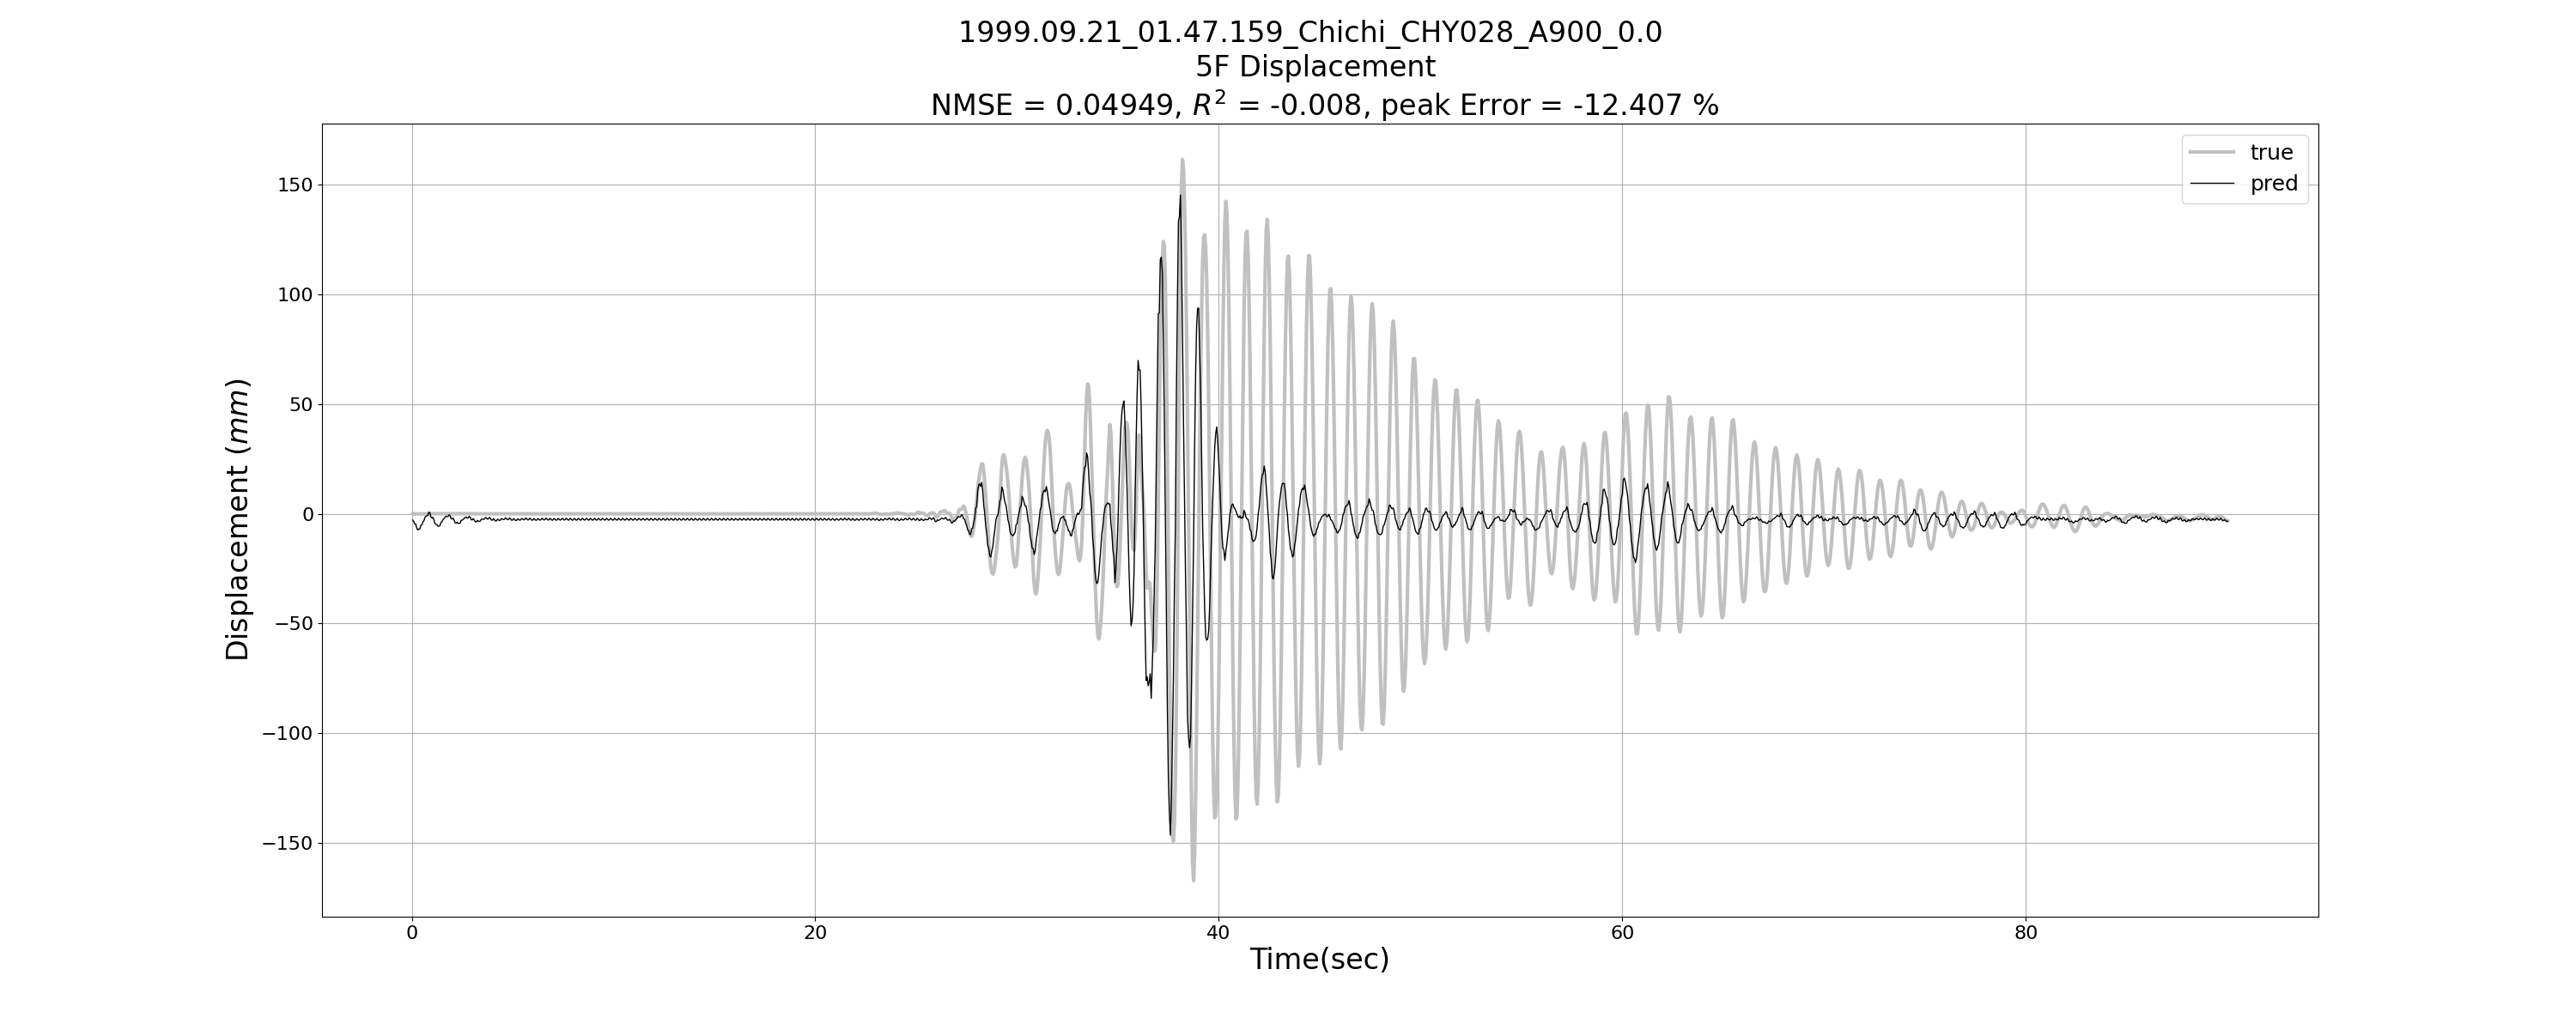 1999.09.21_01.47.159_Chichi_CHY028_A900_0.0
5F Displacement
NMSE = 0.04949, R² = -0.008, peak Error = -12.407 %
true
pred
Displacement (mm)
150
100
50
0
−50
−100
−150
0 20 40 60 80
Time(sec)